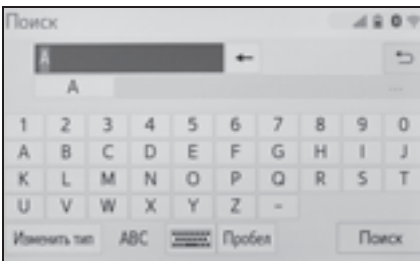 Поиск
A
A
1 2 3 4 5 6 7 8 9 0
A B C D E F G H I J
K L M N O P Q R S T
U V W X Y Z -
Изменить тип ABC Пробел Поиск